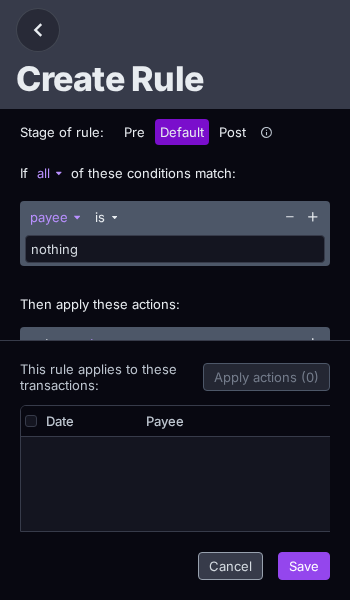 Create Rule
Stage of rule: Pre Default Post
If all of these conditions match:
payee is
nothing
Then apply these actions:
This rule applies to these
transactions:
Apply actions (0)
Date Payee
Cancel Save